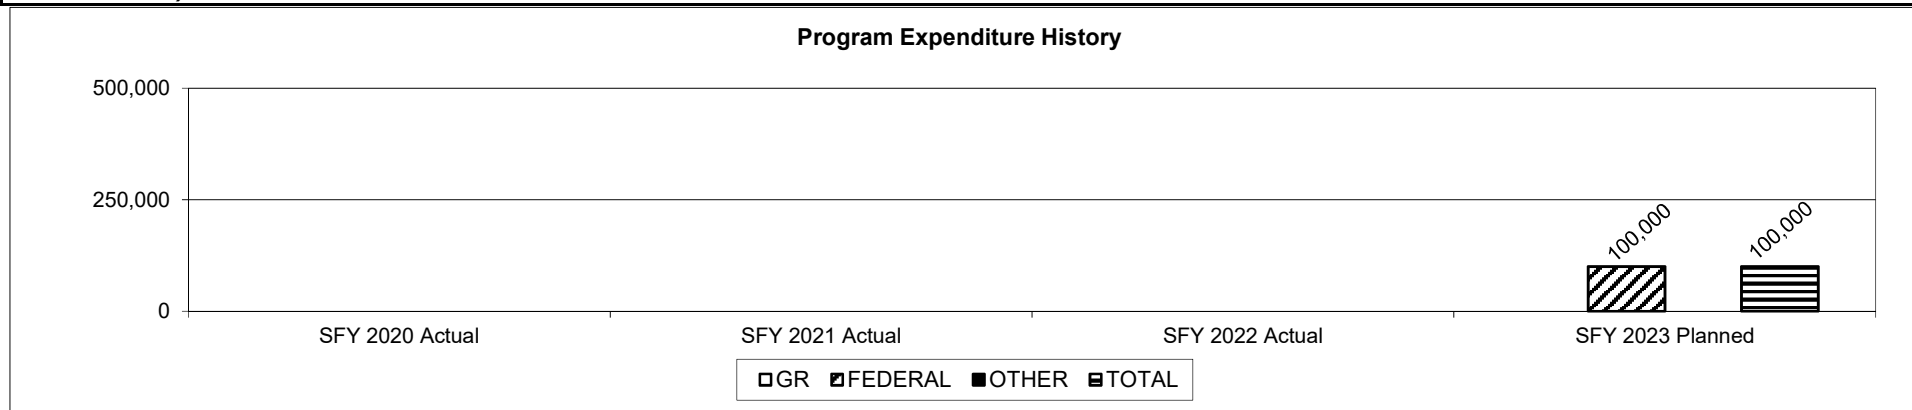 Program Expenditure History
500,000
250,000
0
100,000
100,000
SFY 2020 Actual
SFY 2021 Actual
SFY 2022 Actual
SFY 2023 Planned
GR FEDERAL OTHER TOTAL